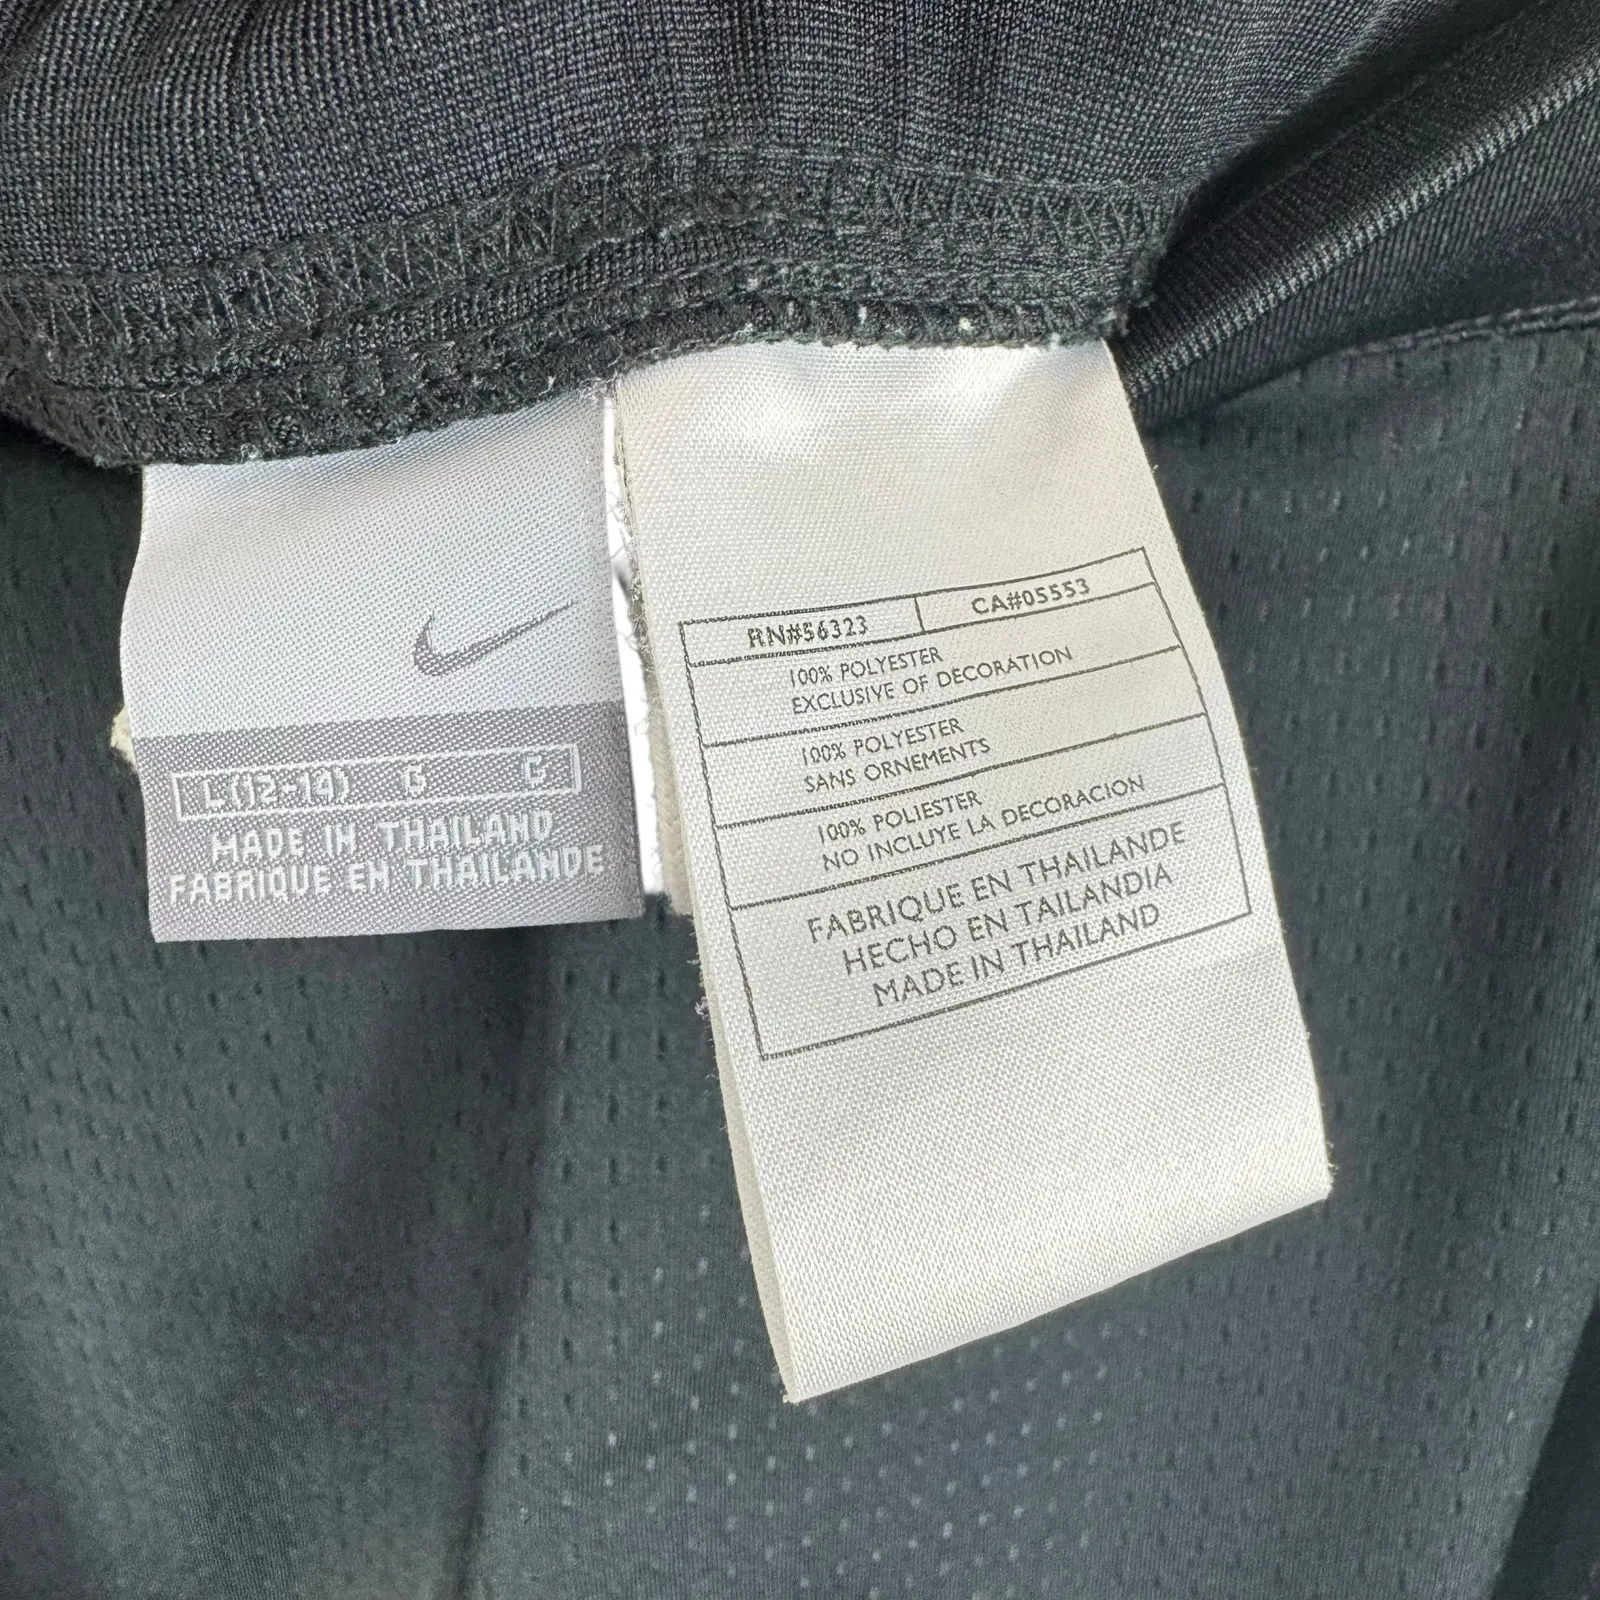 L(12-14) G G
MADE IN THAILAND
FABRIQUE EN THAILANDE
RN#56323 CA#05553
100% POLYESTER
EXCLUSIVE OF DECORATION
100% POLYESTER
SANS ORNEMENTS
100% POLIESTER
NO INCLUYE LA DECORACION
FABRIQUE EN THAILANDE
HECHO EN TAILANDIA
MADE IN THAILAND